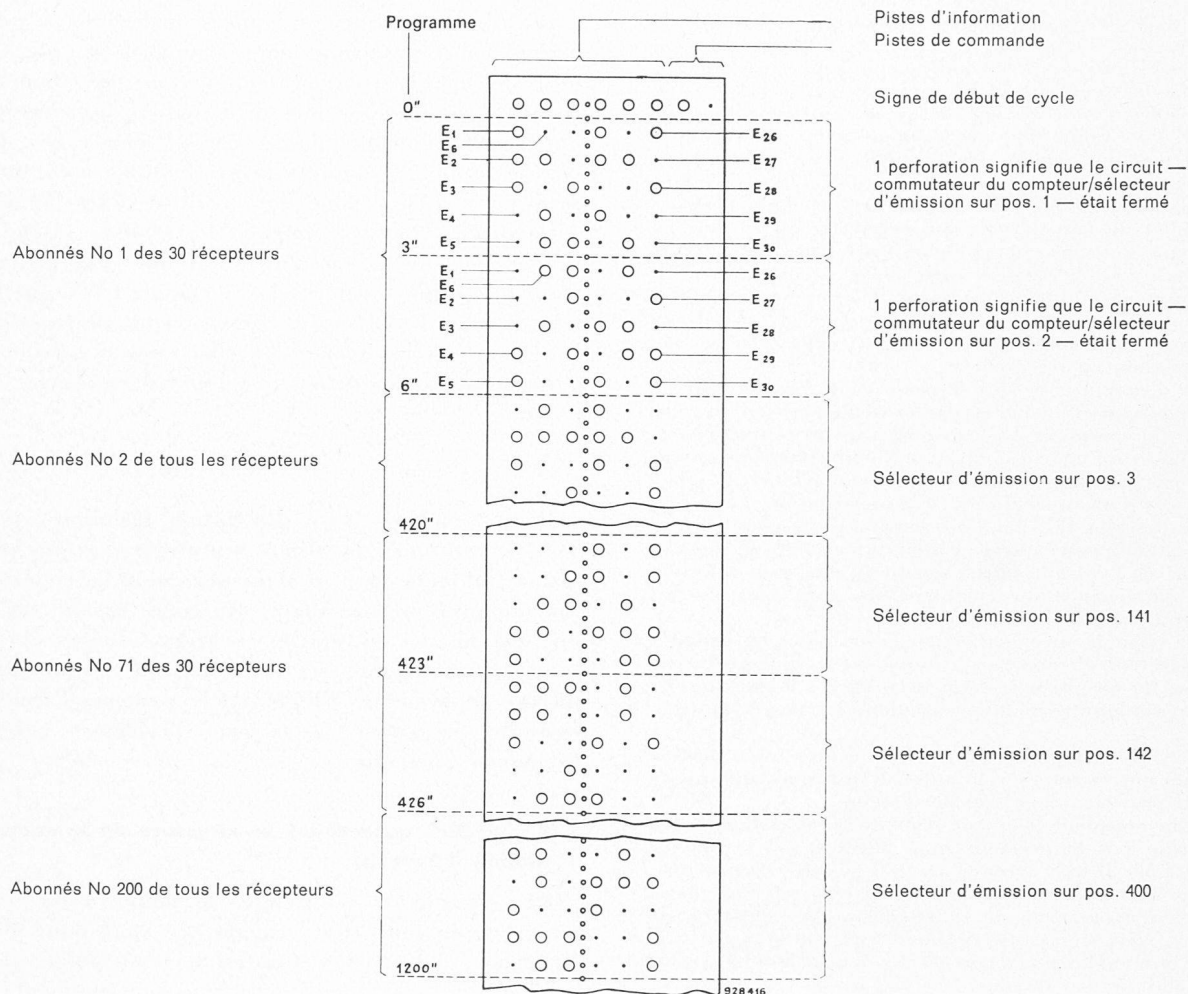 Programme
Pistes d'information
Pistes de commande
0"
Signe de début de cycle
E1
E6
E26
E2
E27
E3
E28
E4
E29
E5
E30
1 perforation signifie que le circuit —
commutateur du compteur/sélecteur
d'émission sur pos. 1 — était fermé
Abonnés No 1 des 30 récepteurs
3"
E1
E6
E26
E2
E27
E3
E28
E4
E29
E5
E30
1 perforation signifie que le circuit —
commutateur du compteur/sélecteur
d'émission sur pos. 2 — était fermé
6"
Abonnés No 2 de tous les récepteurs
Sélecteur d'émission sur pos. 3
420"
Sélecteur d'émission sur pos. 141
Abonnés No 71 des 30 récepteurs
423"
Sélecteur d'émission sur pos. 142
426"
Abonnés No 200 de tous les récepteurs
Sélecteur d'émission sur pos. 400
1200"
928416